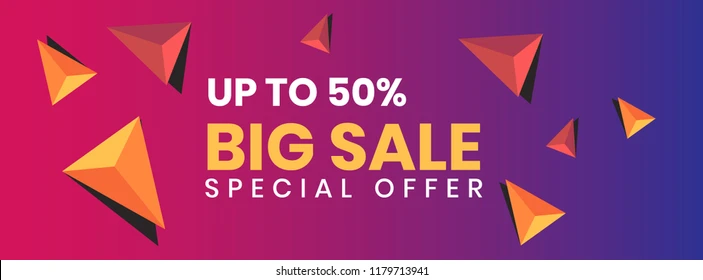 UP TO 50%
BIG SALE
SPECIAL OFFER
shutterstock.com · 1179713941